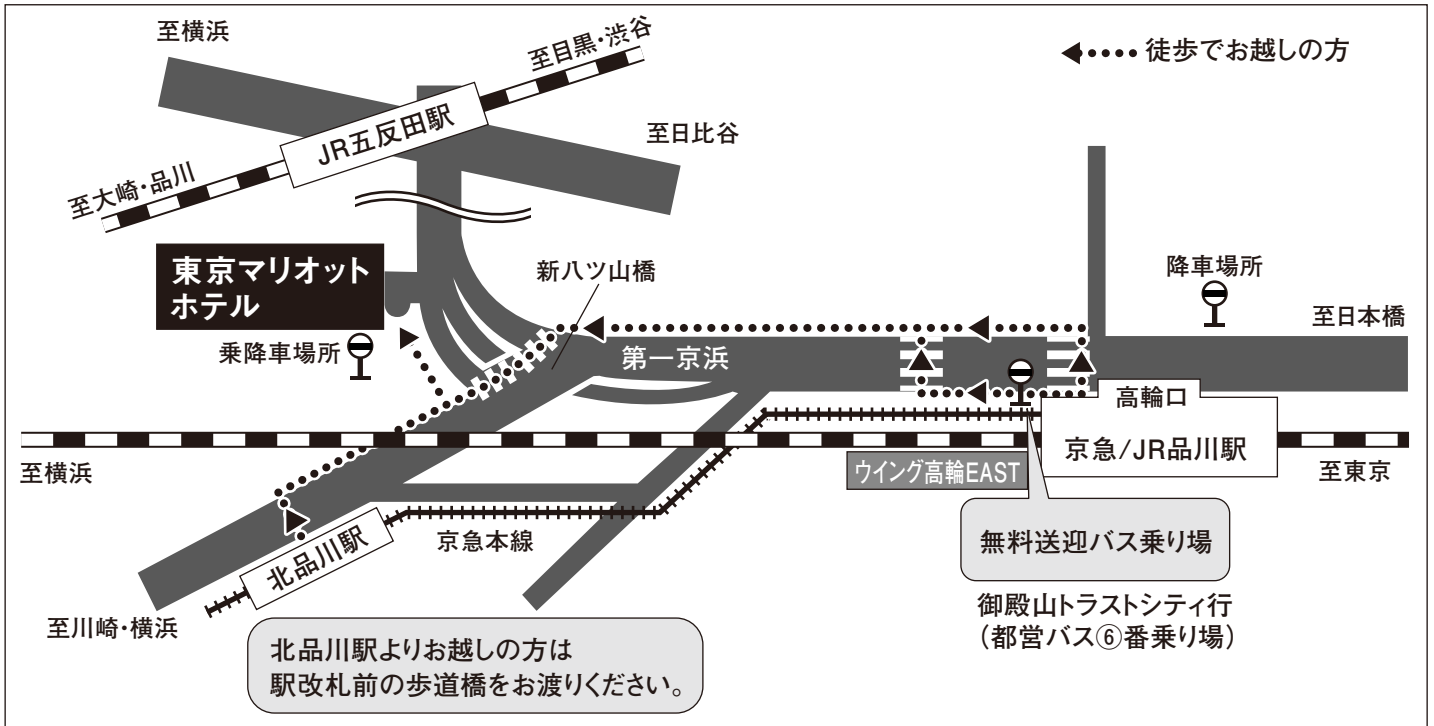 至横浜
至目黒・渋谷
徒歩でお越しの方
JR五反田駅
至日比谷
至大崎・品川
東京マリオット
ホテル
新八ツ山橋
降車場所
至日本橋
乗降車場所
第一京浜
高輪口
京急/JR品川駅
至横浜
ウイング高輪EAST
至東京
北品川駅
京急本線
無料送迎バス乗り場
御殿山トラストシティ行
(都営バス⑥番乗り場)
至川崎・横浜
北品川駅よりお越しの方は
駅改札前の歩道橋をお渡りください。